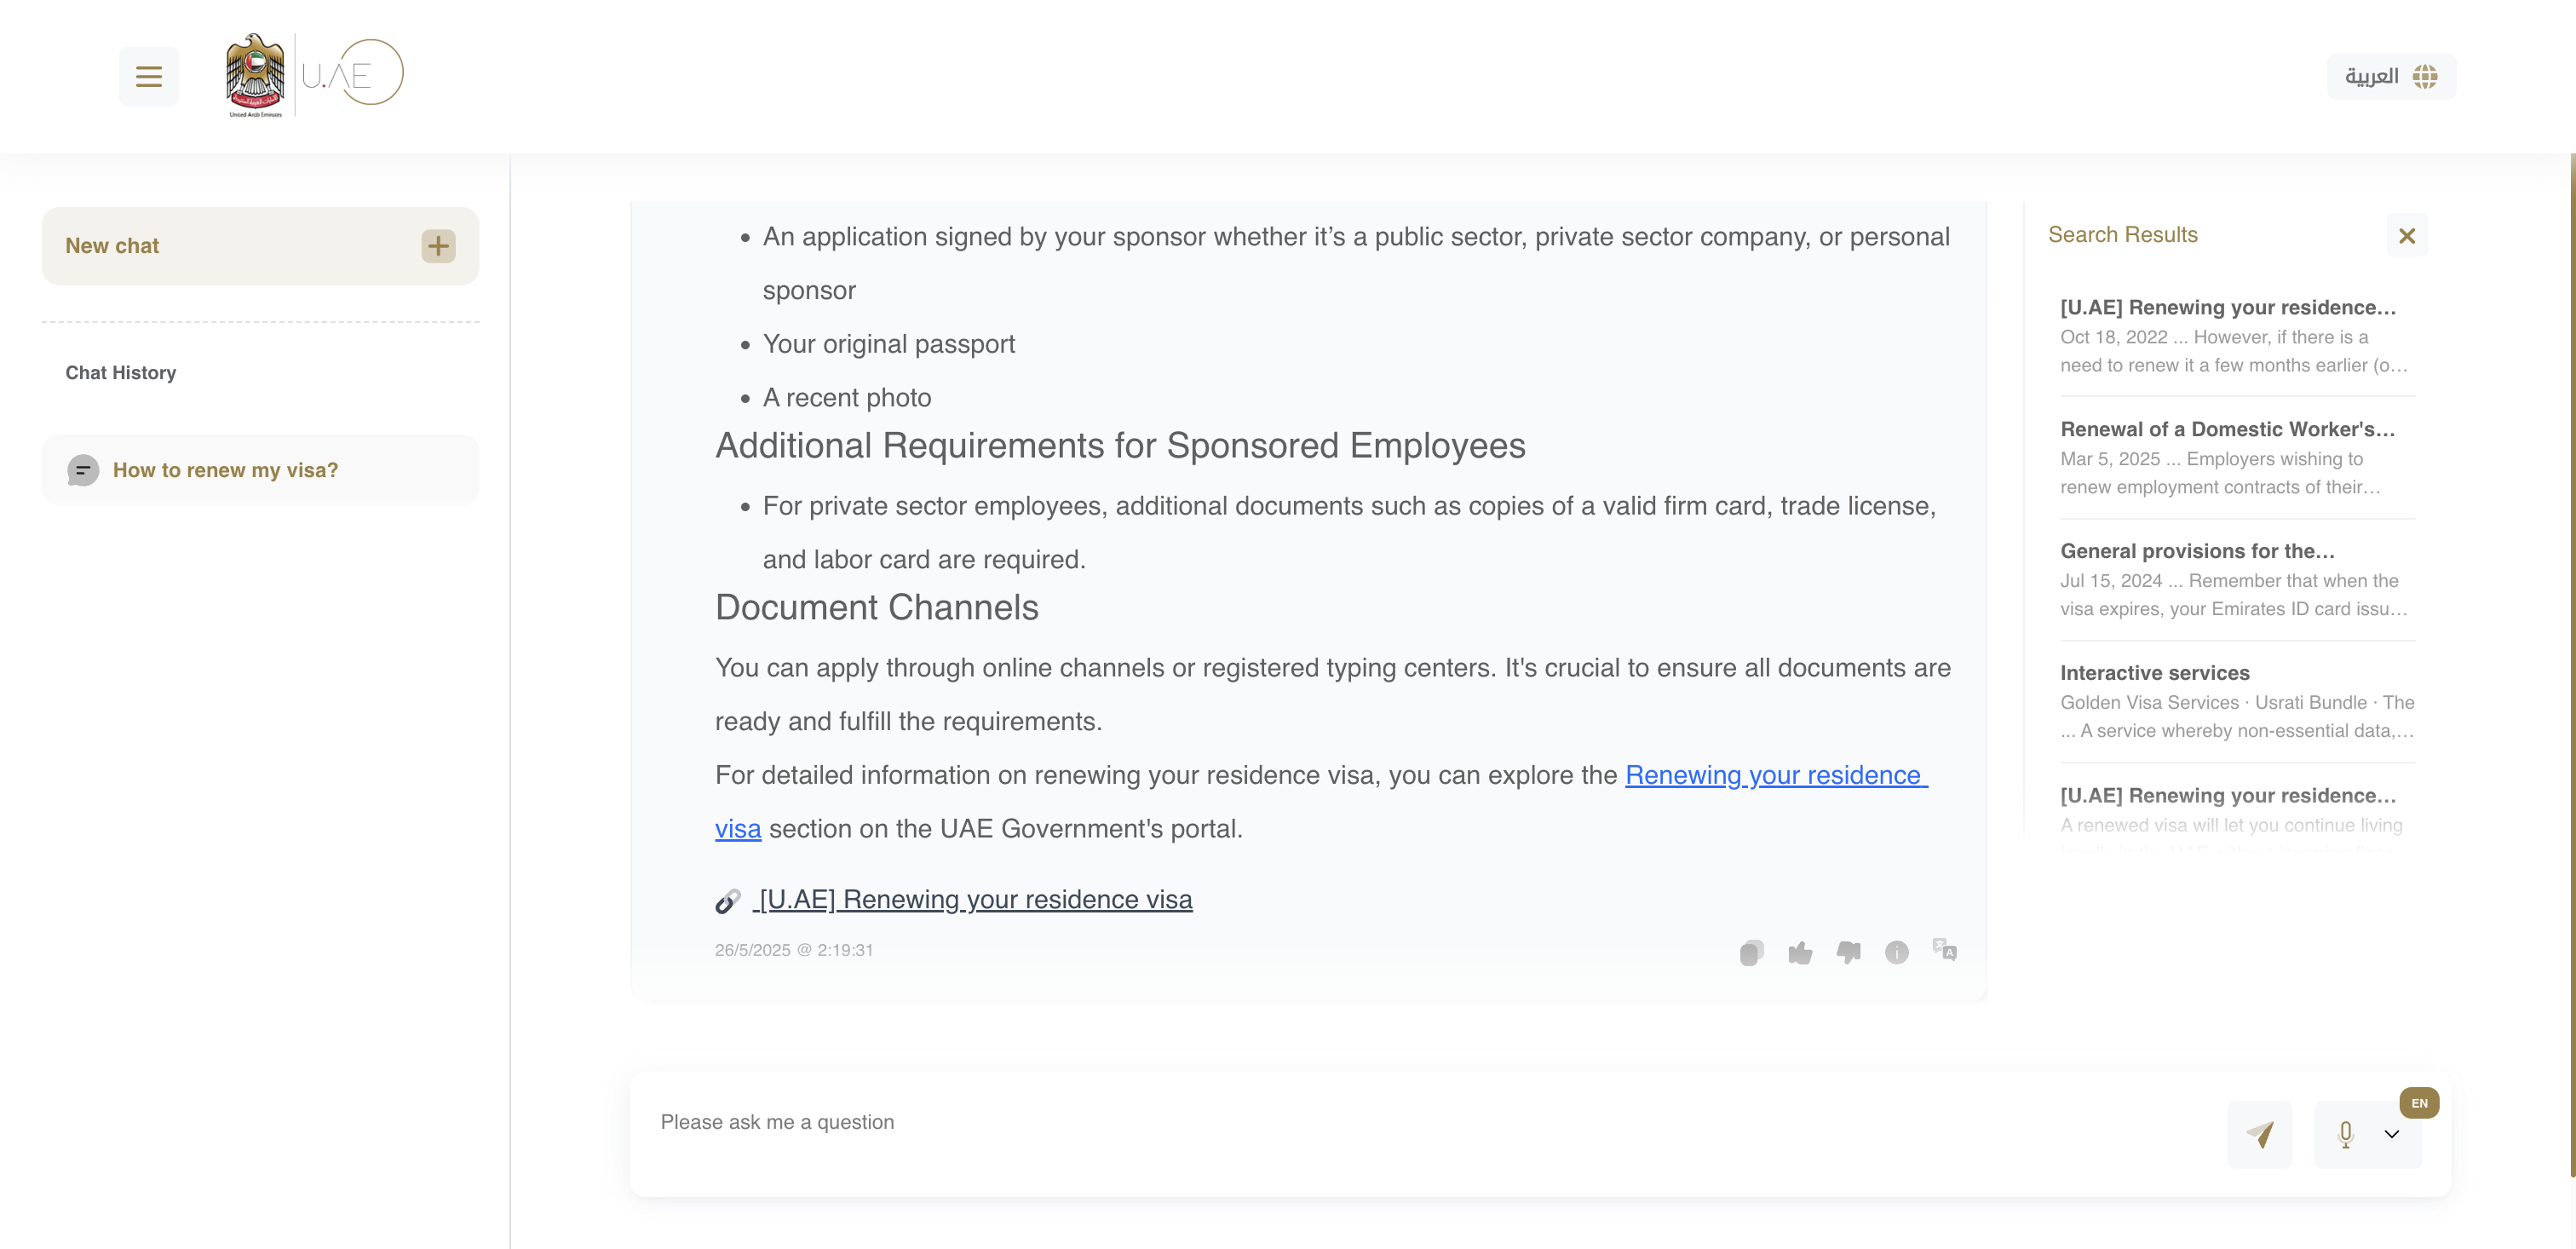 United Arab Emirates
U.AE
العربية
New chat
Chat History
How to renew my visa?
An application signed by your sponsor whether it’s a public sector, private sector company, or personal
sponsor
Your original passport
A recent photo
Additional Requirements for Sponsored Employees
For private sector employees, additional documents such as copies of a valid firm card, trade license,
and labor card are required.
Document Channels
You can apply through online channels or registered typing centers. It's crucial to ensure all documents are
ready and fulfill the requirements.
For detailed information on renewing your residence visa, you can explore the Renewing your residence
visa section on the UAE Government's portal.
[U.AE] Renewing your residence visa
26/5/2025 @ 2:19:31
Search Results
[U.AE] Renewing your residence...
Oct 18, 2022 ... However, if there is a
need to renew it a few months earlier (o...
Renewal of a Domestic Worker's...
Mar 5, 2025 ... Employers wishing to
renew employment contracts of their...
General provisions for the...
Jul 15, 2024 ... Remember that when the
visa expires, your Emirates ID card issu...
Interactive services
Golden Visa Services · Usrati Bundle · The
... A service whereby non-essential data,...
[U.AE] Renewing your residence...
A renewed visa will let you continue living
Please ask me a question
EN